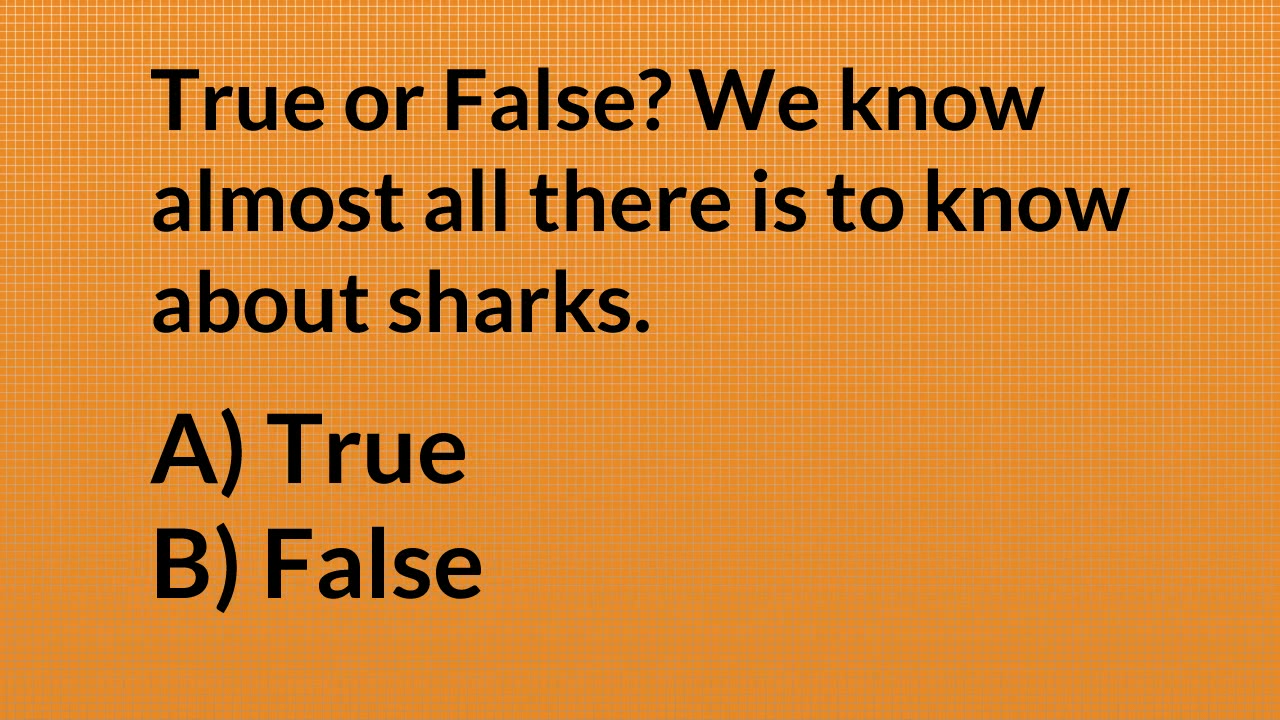 True or False? We know
almost all there is to know
about sharks.
A) True
B) False